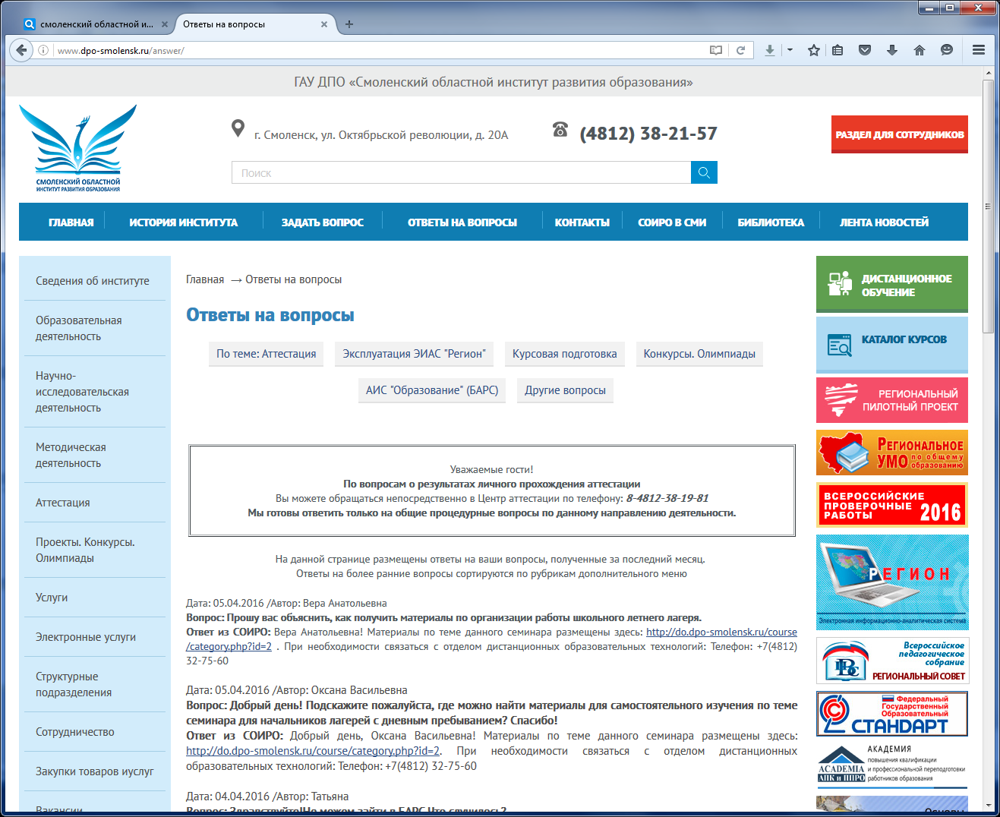 смоленский областной и...
Ответы на вопросы
www.dpo-smolensk.ru/answer/
ГАУ ДПО «Смоленский областной институт развития образования»
СМОЛЕНСКИЙ ОБЛАСТНОЙ
ИНСТИТУТ РАЗВИТИЯ ОБРАЗОВАНИЯ
г. Смоленск, ул. Октябрьской революции, д. 20А
(4812) 38-21-57
Поиск
РАЗДЕЛ ДЛЯ СОТРУДНИКОВ
ГЛАВНАЯ
ИСТОРИЯ ИНСТИТУТА
ЗАДАТЬ ВОПРОС
ОТВЕТЫ НА ВОПРОСЫ
КОНТАКТЫ
СОИРО В СМИ
БИБЛИОТЕКА
ЛЕНТА НОВОСТЕЙ
Сведения об институте
Образовательная
деятельность
Научно-
исследовательская
деятельность
Методическая
деятельность
Аттестация
Проекты. Конкурсы.
Олимпиады
Услуги
Электронные услуги
Структурные
подразделения
Сотрудничество
Закупки товаров иуслуг
Вакансии
Главная → Ответы на вопросы
Ответы на вопросы
По теме: Аттестация
Эксплуатация ЭИАС "Регион"
Курсовая подготовка
Конкурсы. Олимпиады
АИС "Образование" (БАРС)
Другие вопросы
Уважаемые гости!
По вопросам о результатах личного прохождения аттестации
Вы можете обращаться непосредственно в Центр аттестации по телефону: 8-4812-38-19-81
Мы готовы ответить только на общие процедурные вопросы по данному направлению деятельности.
На данной странице размещены ответы на ваши вопросы, полученные за последний месяц.
Ответы на более ранние вопросы сортируются по рубрикам дополнительного меню
Дата: 05.04.2016 /Автор: Вера Анатольевна
Вопрос: Прошу вас объяснить, как получить материалы по организации работы школьного летнего лагеря.
Ответ из СОИРО: Вера Анатольевна! Материалы по теме данного семинара размещены здесь: http://do.dpo-smolensk.ru/course
/category.php?id=2 . При необходимости связаться с отделом дистанционных образовательных технологий: Телефон: +7(4812)
32-75-60
Дата: 05.04.2016 /Автор: Оксана Васильевна
Вопрос: Добрый день! Подскажите пожалуйста, где можно найти материалы для самостоятельного изучения по теме
семинара для начальников лагерей с дневным пребыванием? Спасибо!
Ответ из СОИРО: Добрый день, Оксана Васильевна! Материалы по теме данного семинара размещены здесь:
http://do.dpo-smolensk.ru/course/category.php?id=2. При необходимости связаться с отделом дистанционных
образовательных технологий: Телефон: +7(4812) 32-75-60
Дата: 04.04.2016 /Автор: Татьяна
Вопрос: Здравствуйте!Не можем зайти в БАРС.Что случилось?
ДИСТАНЦИОННОЕ
ОБУЧЕНИЕ
КАТАЛОГ КУРСОВ
РЕГИОНАЛЬНЫЙ
ПИЛОТНЫЙ ПРОЕКТ
РЕГИОНАЛЬНОЕ
УМО по общему
образованию
ВСЕРОССИЙСКИЕ
ПРОВЕРОЧНЫЕ
РАБОТЫ 2016
РЕГИОН
Электронная информационно-аналитическая система
Всероссийское
педагогическое
собрание
ВПС
РЕГИОНАЛЬНЫЙ СОВЕТ
Федеральный
Государственный
Образовательный
СТАНДАРТ
АКАДЕМИЯ
повышения квалификации
и профессиональной переподготовки
работников образования
ACADEMIA
АПК и ППРО
Основы